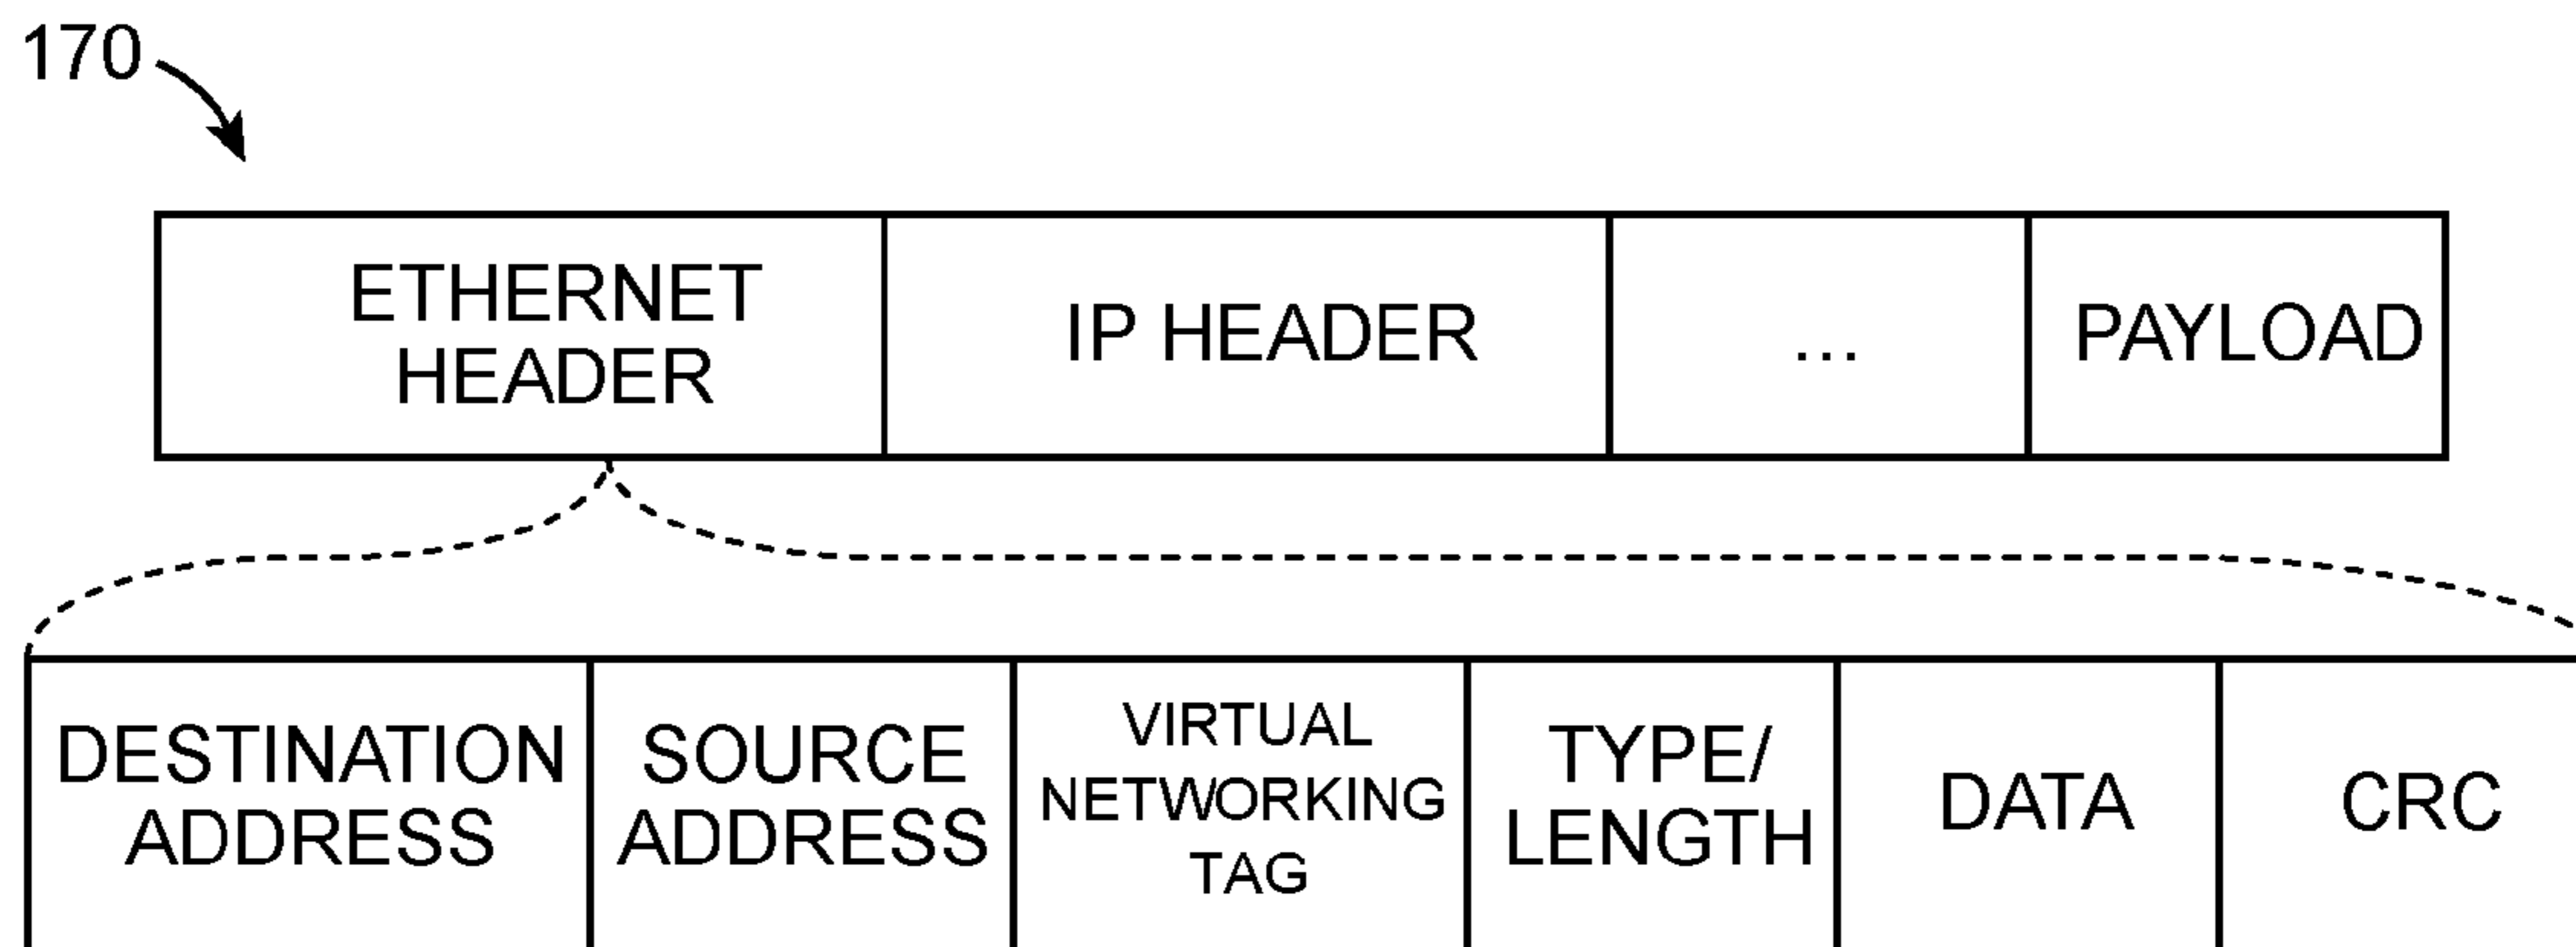 170
ETHERNET
HEADER
IP HEADER
...
PAYLOAD
DESTINATION
ADDRESS
SOURCE
ADDRESS
VIRTUAL
NETWORKING
TAG
TYPE/
LENGTH
DATA
CRC